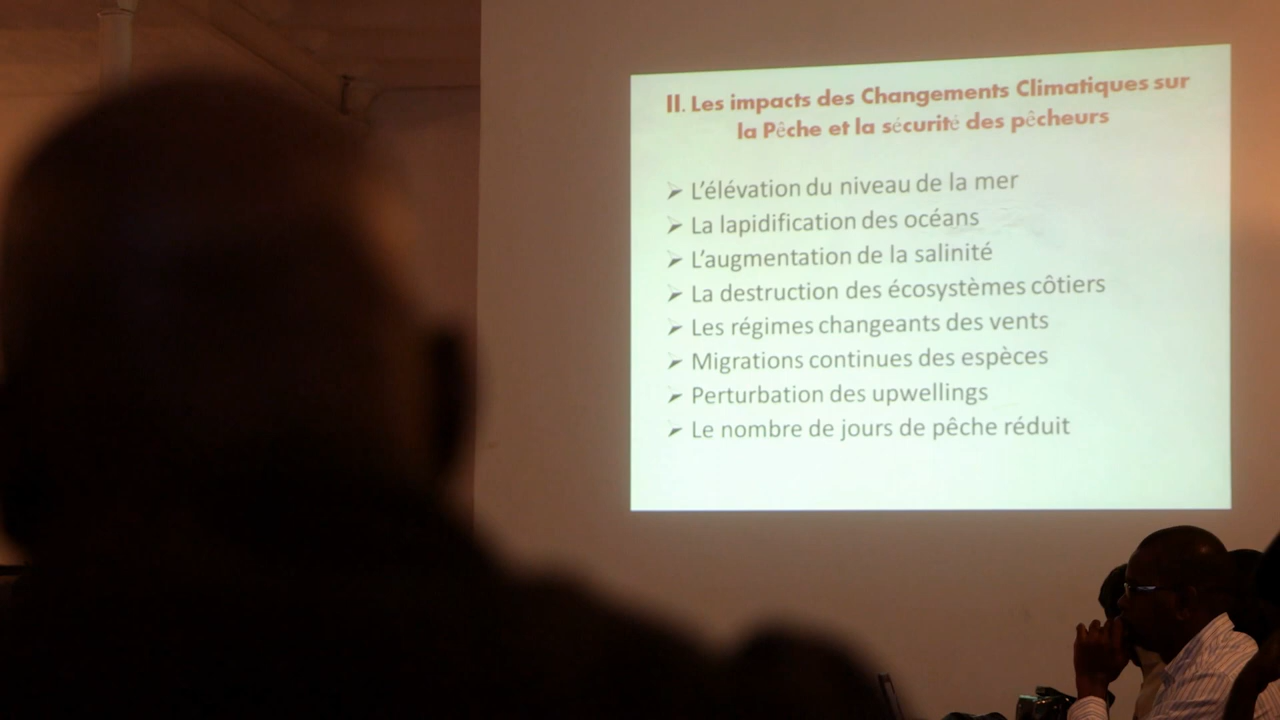 II. Les impacts des Changements Climatiques sur
la Pêche et la sécurité des pêcheurs
➢ L'élévation du niveau de la mer
➢ La lapidification des océans
➢ L'augmentation de la salinité
➢ La destruction des écosystèmes côtiers
➢ Les régimes changeants des vents
➢ Migrations continues des espèces
➢ Perturbation des upwellings
➢ Le nombre de jours de pêche réduit